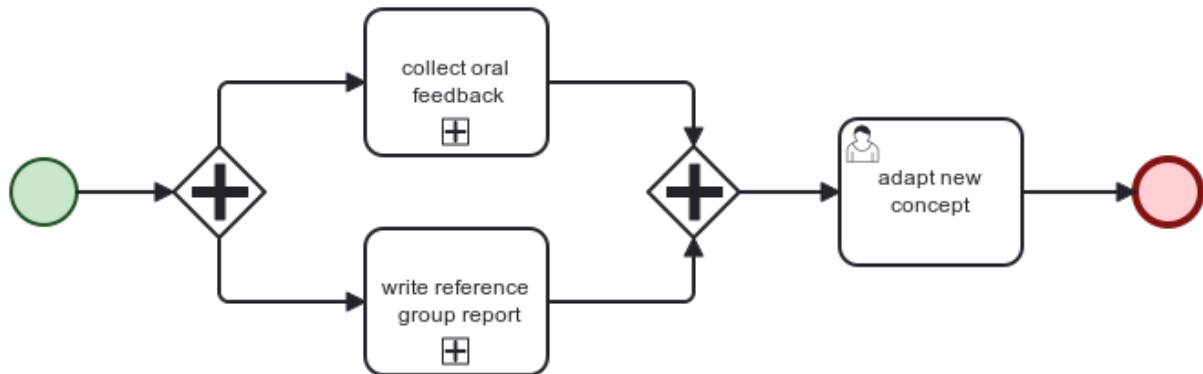 collect oral
feedback
write reference
group report
adapt new
concept